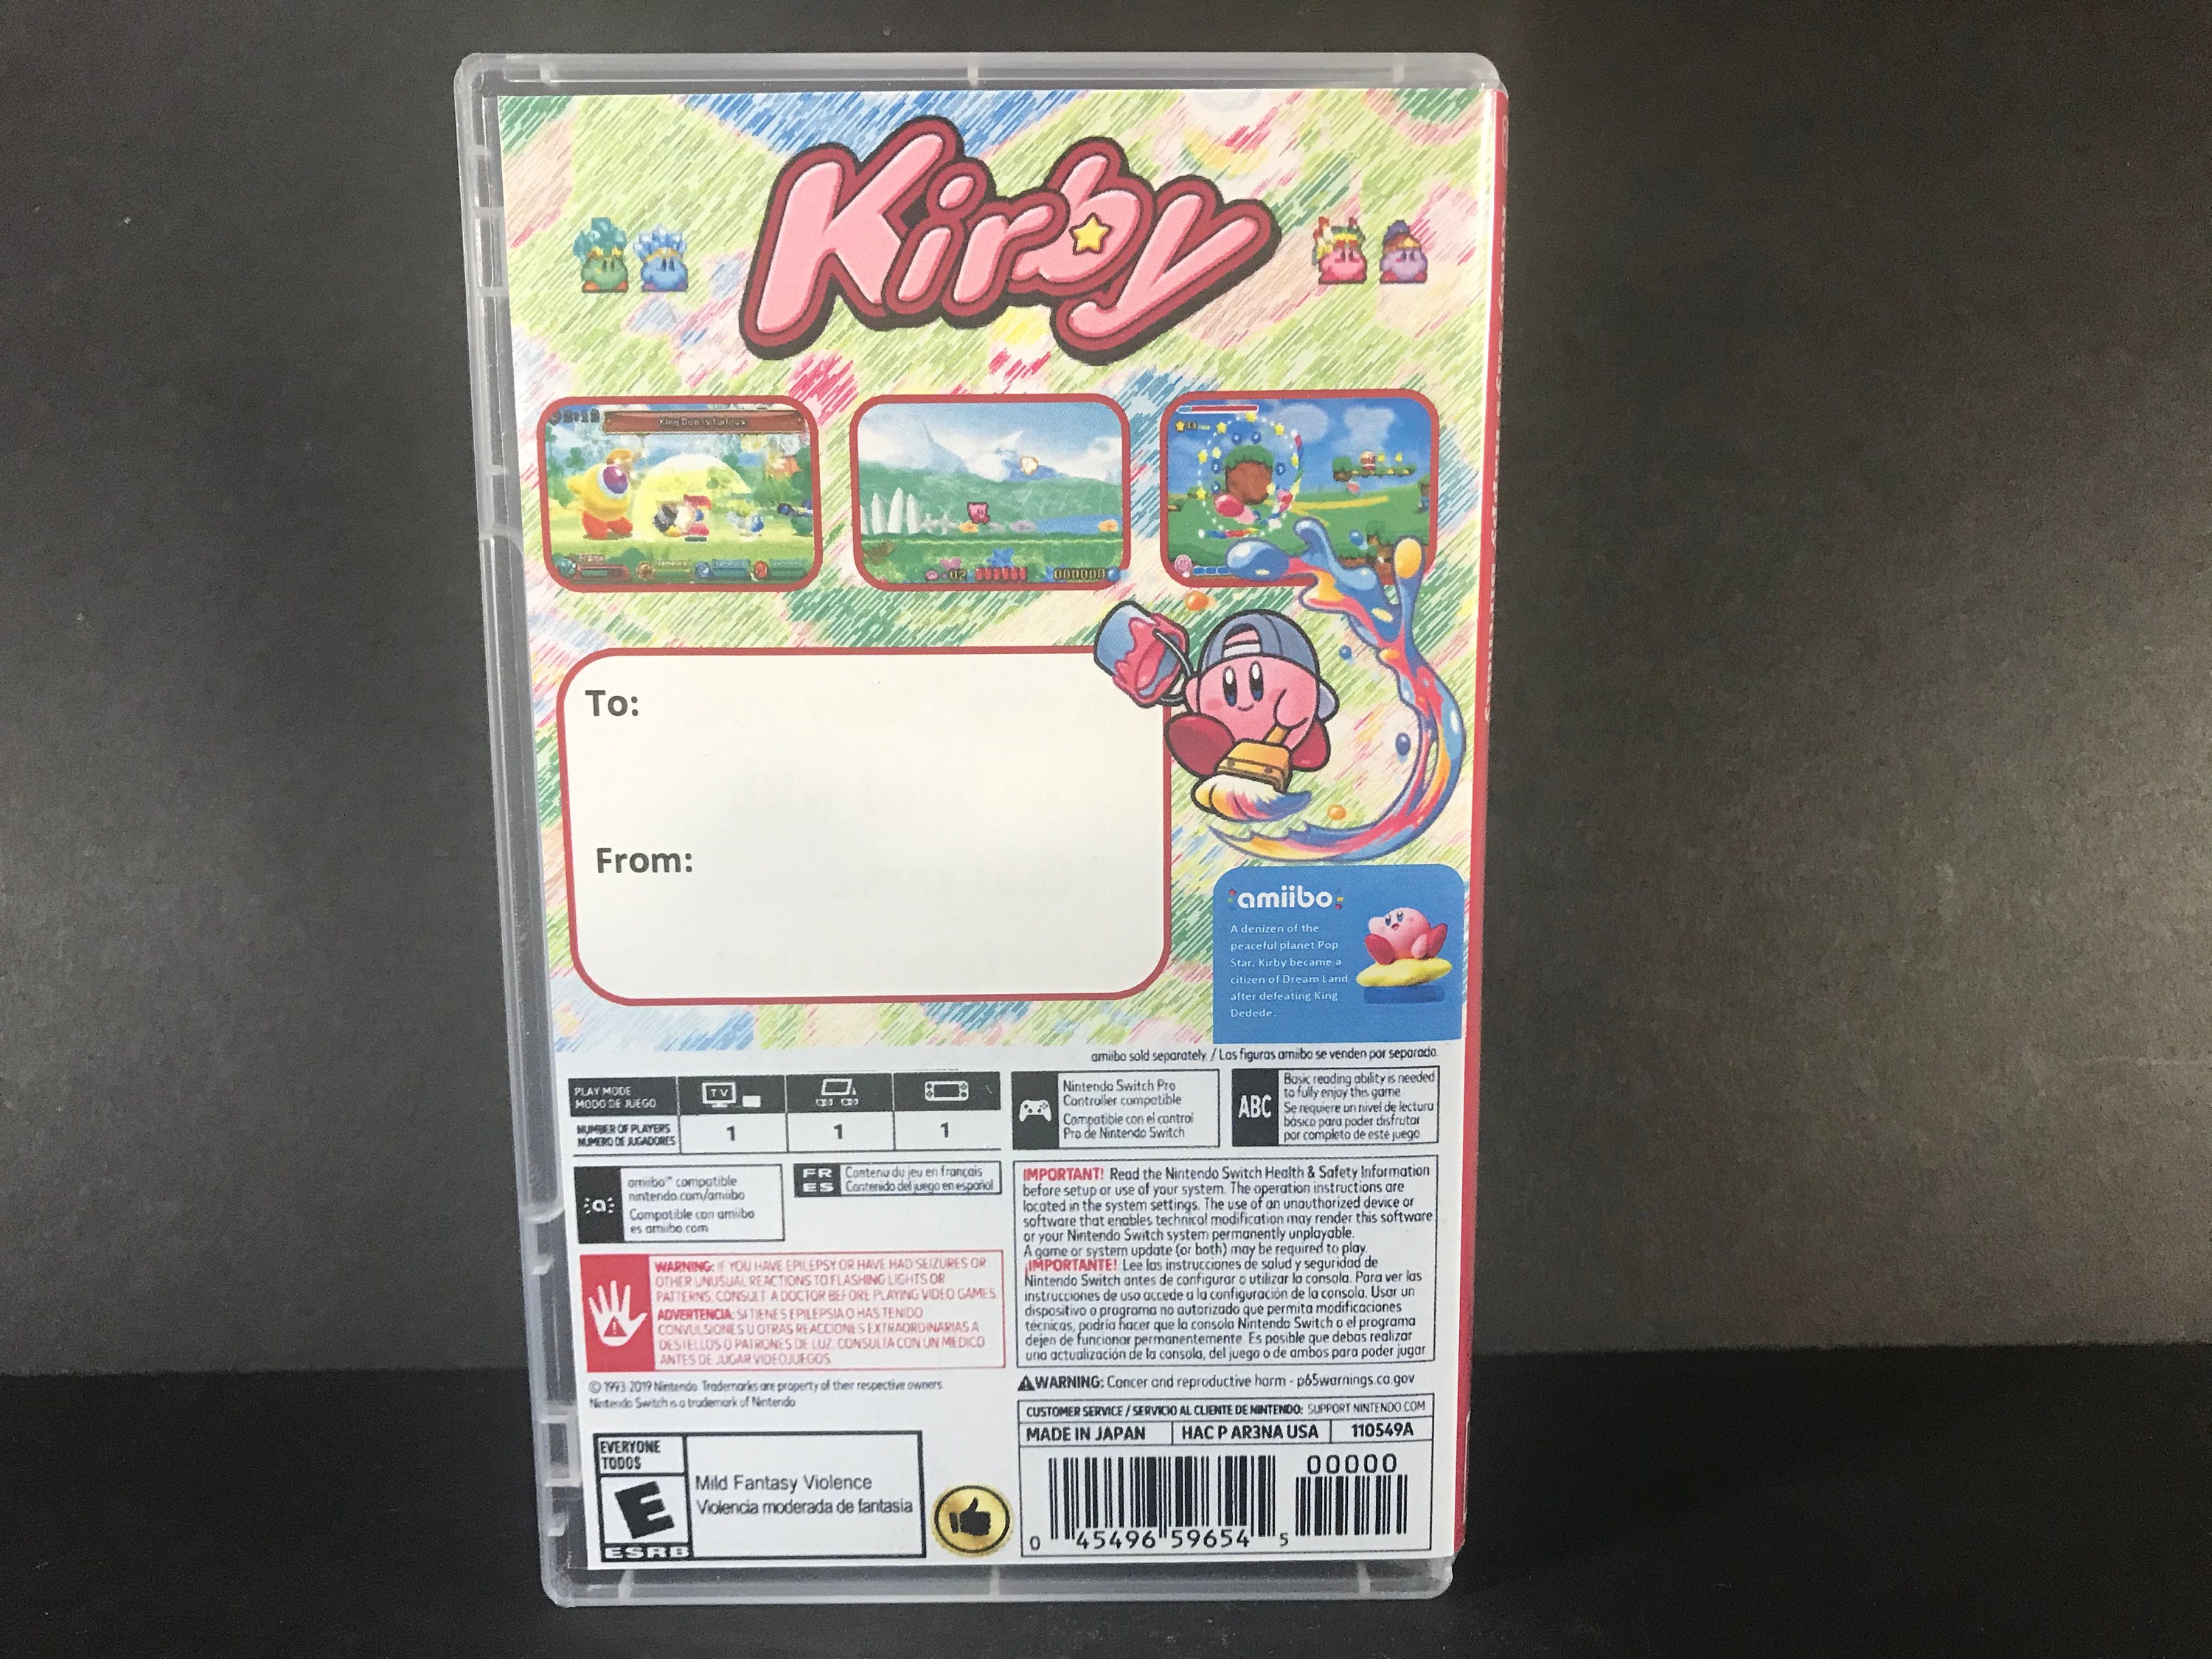 Kirby
King Don is furious
02
000000
To:
From:
amiibo
A denizen of the
peaceful planet Pop
Star, Kirby became a
citizen of Dream Land
after defeating King
Dedede.
amiibo sold separately. / Las figuras amiibo se venden por separado.
PLAY MODE
MODO DE JUEGO
TV
NUMBER OF PLAYERS
NUMERO DE JUGADORES
1
1
1
Nintendo Switch Pro
Controller compatible
Compatible con el control
Pro de Nintendo Switch
ABC
Basic reading ability is needed
to fully enjoy this game
Se requiere un nivel de lectura
básico para poder disfrutar
por completo de este juego
amiibo™ compatible
nintendo.com/amiibo
Compatible con amiibo
es amiibo com
FR
ES
Contenu du jeu en français
Contenido del juego en español
IMPORTANT! Read the Nintendo Switch Health & Safety Information
before setup or use of your system. The operation instructions are
located in the system settings. The use of an unauthorized device or
software that enables technical modification may render this software
or your Nintendo Switch system permanently unplayable.
A game or system update (or both) may be required to play.
¡IMPORTANTE! Lee las instrucciones de salud y seguridad de
Nintendo Switch antes de configurar o utilizar la consola. Para ver las
instrucciones de uso accede a la configuración de la consola. Usar un
dispositivo o programa no autorizado que permita modificaciones
técnicas, podría hacer que la consola Nintendo Switch o el programa
dejen de funcionar permanentemente. Es posible que debas realizar
una actualización de la consola, del juego o de ambos para poder jugar.
WARNING: IF YOU HAVE EPILEPSY OR HAVE HAD SEIZURES OR
OTHER UNUSUAL REACTIONS TO FLASHING LIGHTS OR
PATTERNS, CONSULT A DOCTOR BEFORE PLAYING VIDEO GAMES.
ADVERTENCIA: SI TIENES EPILEPSIA O HAS TENIDO
CONVULSIONES U OTRAS REACCIONES EXTRAORDINARIAS A
DESTELLOS O PATRONES DE LUZ, CONSULTA CON UN MEDICO
ANTES DE JUGAR VIDEOJUEGOS.
© 1993-2019 Nintendo. Trademarks are property of their respective owners.
Nintendo Switch is a trademark of Nintendo
WARNING: Cancer and reproductive harm - p65warnings.ca.gov
CUSTOMER SERVICE / SERVICIO AL CLIENTE DE NINTENDO: SUPPORT.NINTENDO.COM
MADE IN JAPAN
HAC P AR3NA USA
110549A
EVERYONE
TODOS
E
ESRB
Mild Fantasy Violence
Violencia moderada de fantasía
00000
0 45496 59654 5